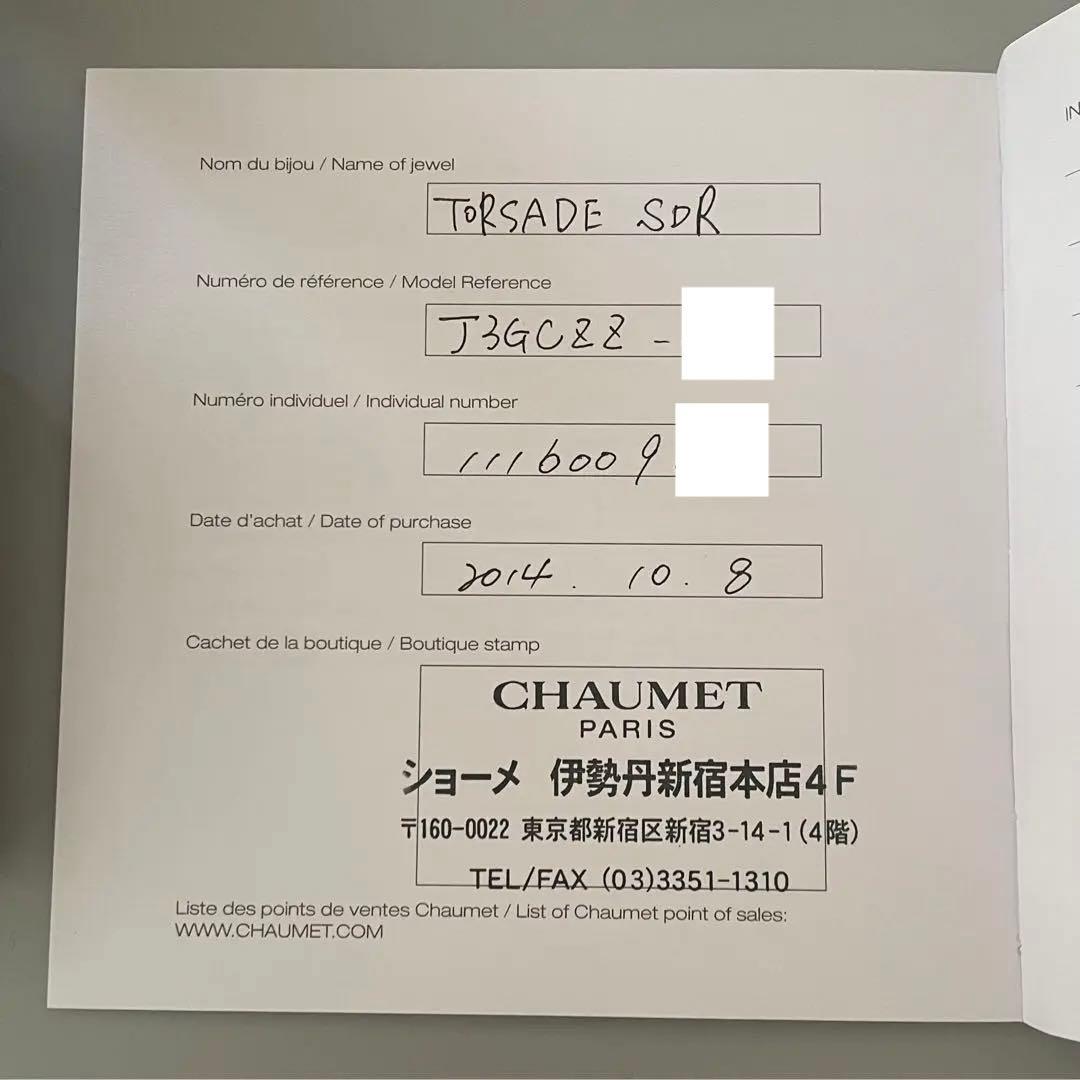 Nom du bijou / Name of jewel
TORSADE SDR
Numéro de référence / Model Reference
J3GCZZ -
Numéro individuel / Individual number
1116009
Date d'achat / Date of purchase
2014. 10. 8
Cachet de la boutique / Boutique stamp
CHAUMET
PARIS
ショーメ 伊勢丹新宿本店4F
〒160-0022 東京都新宿区新宿3-14-1(4階)
TEL/FAX (03)3351-1310
Liste des points de ventes Chaumet / List of Chaumet point of sales:
WWW.CHAUMET.COM
IN